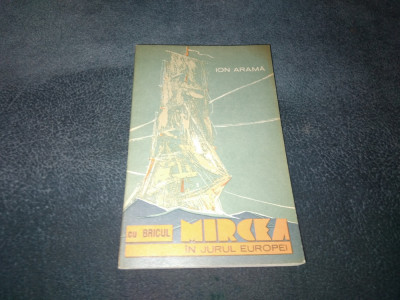 ION ARAMĂ
cu BRICUL MIRCEA
ÎN JURUL EUROPEI